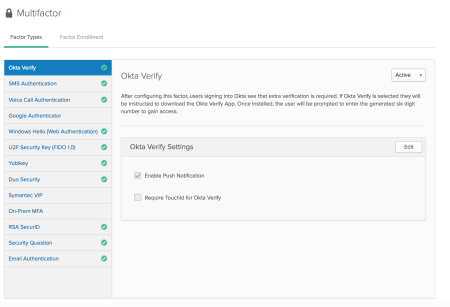 Multifactor
Factor Types
Factor Enrollment
Okta Verify
SMS Authentication
Voice Call Authentication
Google Authenticator
Windows Hello (Web Authentication)
U2F Security Key (FIDO 1.0)
Yubikey
Duo Security
Symantec VIP
On-Prem MFA
RSA SecurID
Security Question
Email Authentication
Okta Verify
Active
After configuring this factor, users signing into Okta see that extra verification is required. If Okta Verify is selected they will
be instructed to download the Okta Verify App. Once installed, the user will be prompted to enter the generated six digit
number to gain access.
Okta Verify Settings
Edit
Enable Push Notification
Require TouchId for Okta Verify